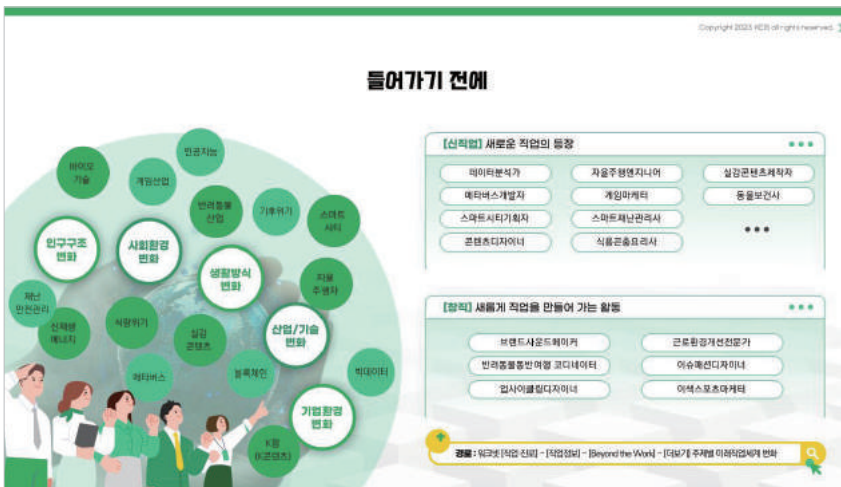 Copyright 2023. KEIS all rights reserved.
들어가기 전에
바이오
기술
인공지능
게임산업
반려동물
산업
기후위기
스마트
시티
인구구조
변화
사회환경
변화
생활방식
변화
자율
주행차
재난
안전관리
신재생
에너지
식량위기
실감
콘텐츠
산업/기술
변화
메타버스
블록체인
빅데이터
기업환경
변화
K팝
(K콘텐츠)
[신직업] 새로운 직업의 등장
데이터분석가
자율주행엔지니어
실감콘텐츠제작자
메타버스개발자
게임마케터
동물보건사
스마트시티기획자
스마트재난관리사
콘텐츠디자이너
식용곤충요리사
[창직] 새롭게 직업을 만들어 가는 활동
브랜드사운드메이커
근로환경개선전문가
반려동물동반여행 코디네이터
이슈패션디자이너
업사이클링디자이너
이색스포츠마케터
경로 : 워크넷 [직업·진로] - [직업정보] - [Beyond the Work] - [더보기] 주제별 미래직업세계 변화